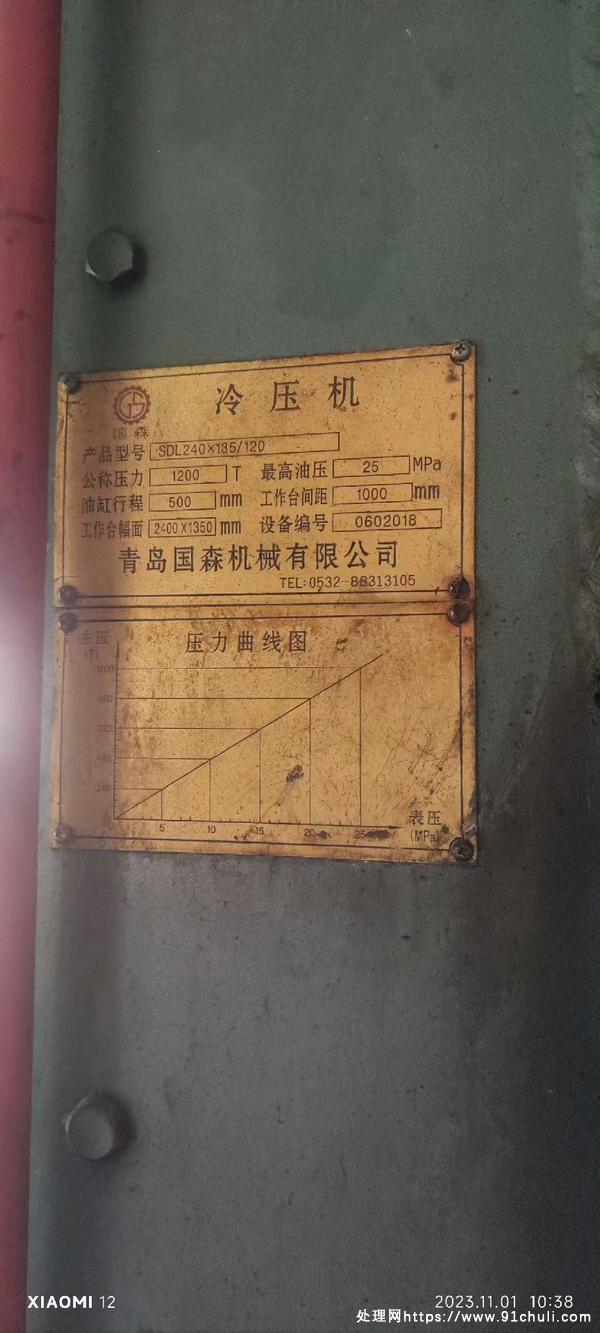 冷压机
国森
产品型号 SDL240×135/120
公称压力 1200 T 最高油压 25 MPa
油缸行程 500 mm 工作台间距 1000 mm
工作台幅面 2400×1350 mm 设备编号 0602018
青岛国森机械有限公司
TEL:0532-88313105
主压 压力曲线图
(T)
1200
960
720
480
240
0 5 10 15 20 25 表压
(MPa)
XIAOMI 12 2023.11.01 10:38
处理网https://www.91chuli.com